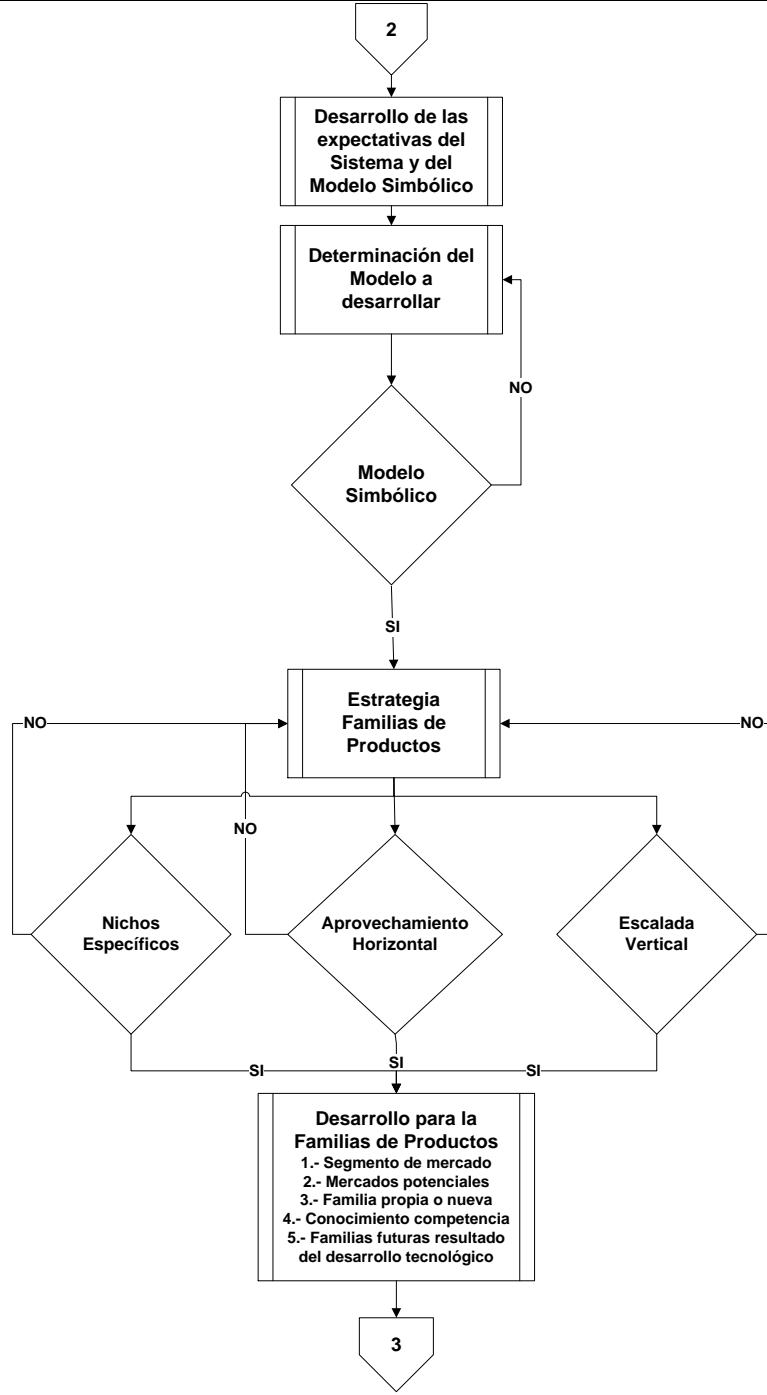 2
Desarrollo de las
expectativas del
Sistema y del
Modelo Simbólico
Determinación del
Modelo a
desarrollar
NO
Modelo
Simbólico
SI
Estrategia
Familias de
Productos
NO
NO
NO
Nichos
Específicos
Aprovechamiento
Horizontal
Escalada
Vertical
SI
SI
SI
Desarrollo para la
Familias de Productos
1.- Segmento de mercado
2.- Mercados potenciales
3.- Familia propia o nueva
4.- Conocimiento competencia
5.- Familias futuras resultado
del desarrollo tecnológico
3